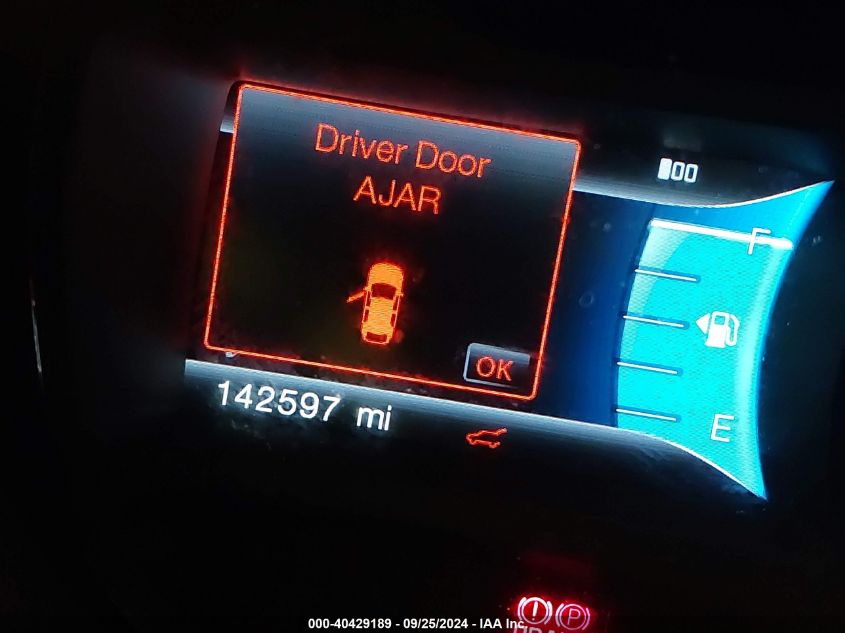 Driver Door
AJAR
F
OK
142597 mi
E
! P
000-40429189 - 09/25/2024 - IAA Inc.